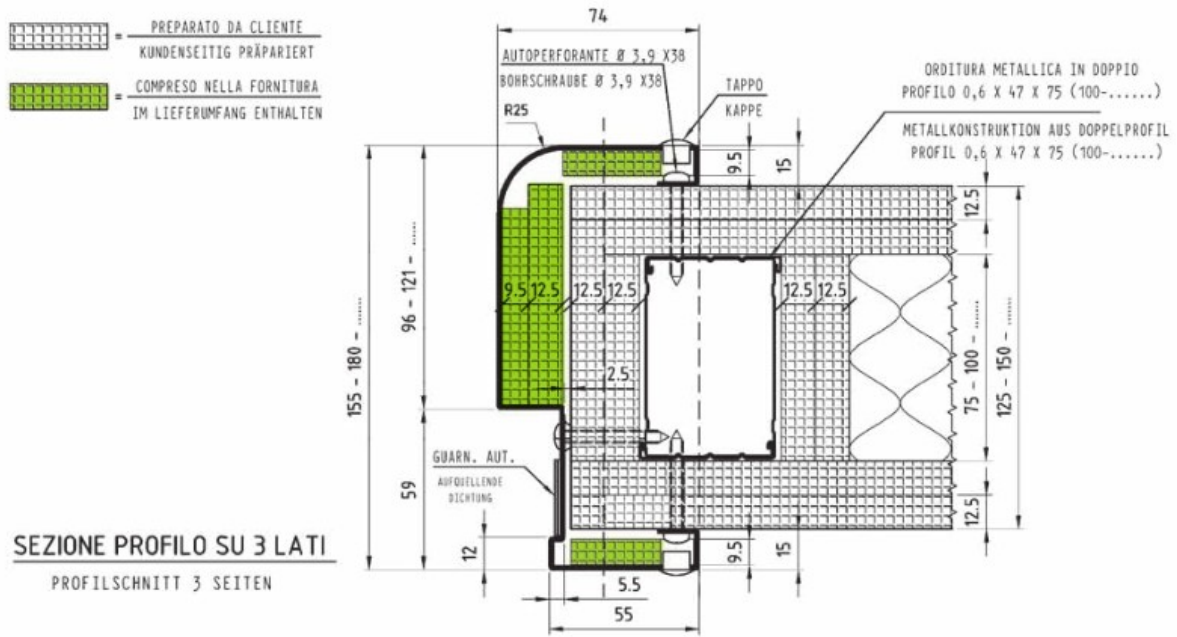 = PREPARATO DA CLIENTE
KUNDENSEITIG PRÄPARIERT
= COMPRESO NELLA FORNITURA
IM LIEFERUMFANG ENTHALTEN
74
AUTOPERFORANTE Ø 3,9 X38
BOHRSCHRAUBE Ø 3,9 X38
TAPPO
KAPPE
ORDITURA METALLICA IN DOPPIO
PROFILO 0,6 X 47 X 75 (100-......)
METALLKONSTRUKTION AUS DOPPELPROFIL
PROFIL 0,6 X 47 X 75 (100-......)
R25
9.5
15
12.5
9.5
12.5
12.5
12.5
12.5
12.5
2.5
155 - 180 - ......
96 - 121 - ......
59
75 - 100 - ......
125 - 150 - ......
GUARN. AUT.
AUFQUELLENDE
DICHTUNG
12
9.5
15
12.5
5.5
55
SEZIONE PROFILO SU 3 LATI
PROFILSCHNITT 3 SEITEN